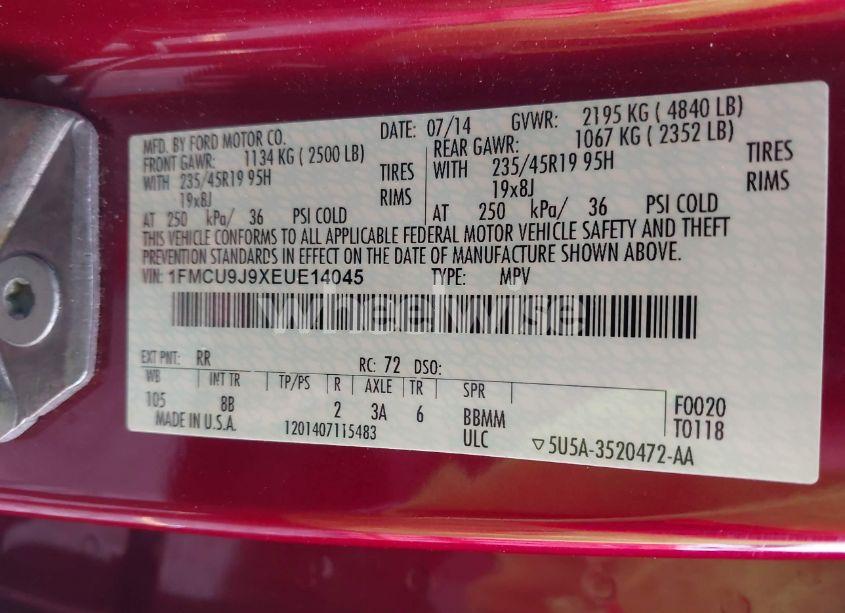 MFD. BY FORD MOTOR CO. DATE: 07/14 GVWR: 2195 KG ( 4840 LB)
FRONT GAWR: 1134 KG ( 2500 LB) REAR GAWR: 1067 KG ( 2352 LB)
WITH 235/45R19 95H TIRES WITH 235/45R19 95H TIRES
19x8J RIMS 19x8J RIMS
AT 250 kPa/ 36 PSI COLD AT 250 kPa/ 36 PSI COLD
THIS VEHICLE CONFORMS TO ALL APPLICABLE FEDERAL MOTOR VEHICLE SAFETY AND THEFT
PREVENTION STANDARDS IN EFFECT ON THE DATE OF MANUFACTURE SHOWN ABOVE.
VIN: 1FMCU9J9XEUE14045 TYPE: MPV
wheelwise
EXT PNT: RR RC: 72 DSO:
WB INT TR TP/PS R AXLE TR SPR
105 8B 2 3A 6 BBMM F0020
MADE IN U.S.A. 1201407115483 ULC T0118
▽5U5A-3520472-AA